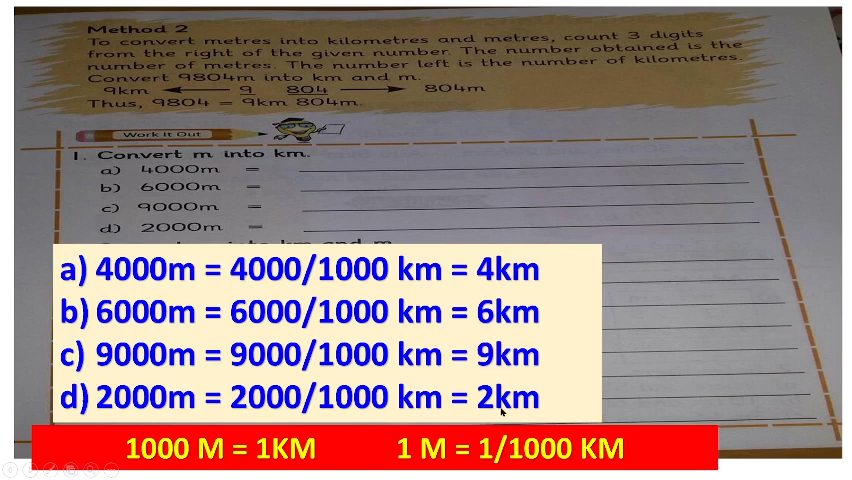 Method 2
To convert metres into kilometres and metres, count 3 digits
from the right of the given number. The number obtained is the
number of metres. The number left is the number of kilometres.
Convert 9804m into km and m.
9km 9 804 804m
Thus, 9804 = 9km 804m.
Work It Out
1. Convert m into km.
a) 4000m =
b) 6000m =
c) 9000m =
d) 2000m =
a) 4000m = 4000/1000 km = 4km
b) 6000m = 6000/1000 km = 6km
c) 9000m = 9000/1000 km = 9km
d) 2000m = 2000/1000 km = 2km
1000 M = 1KM 1 M = 1/1000 KM